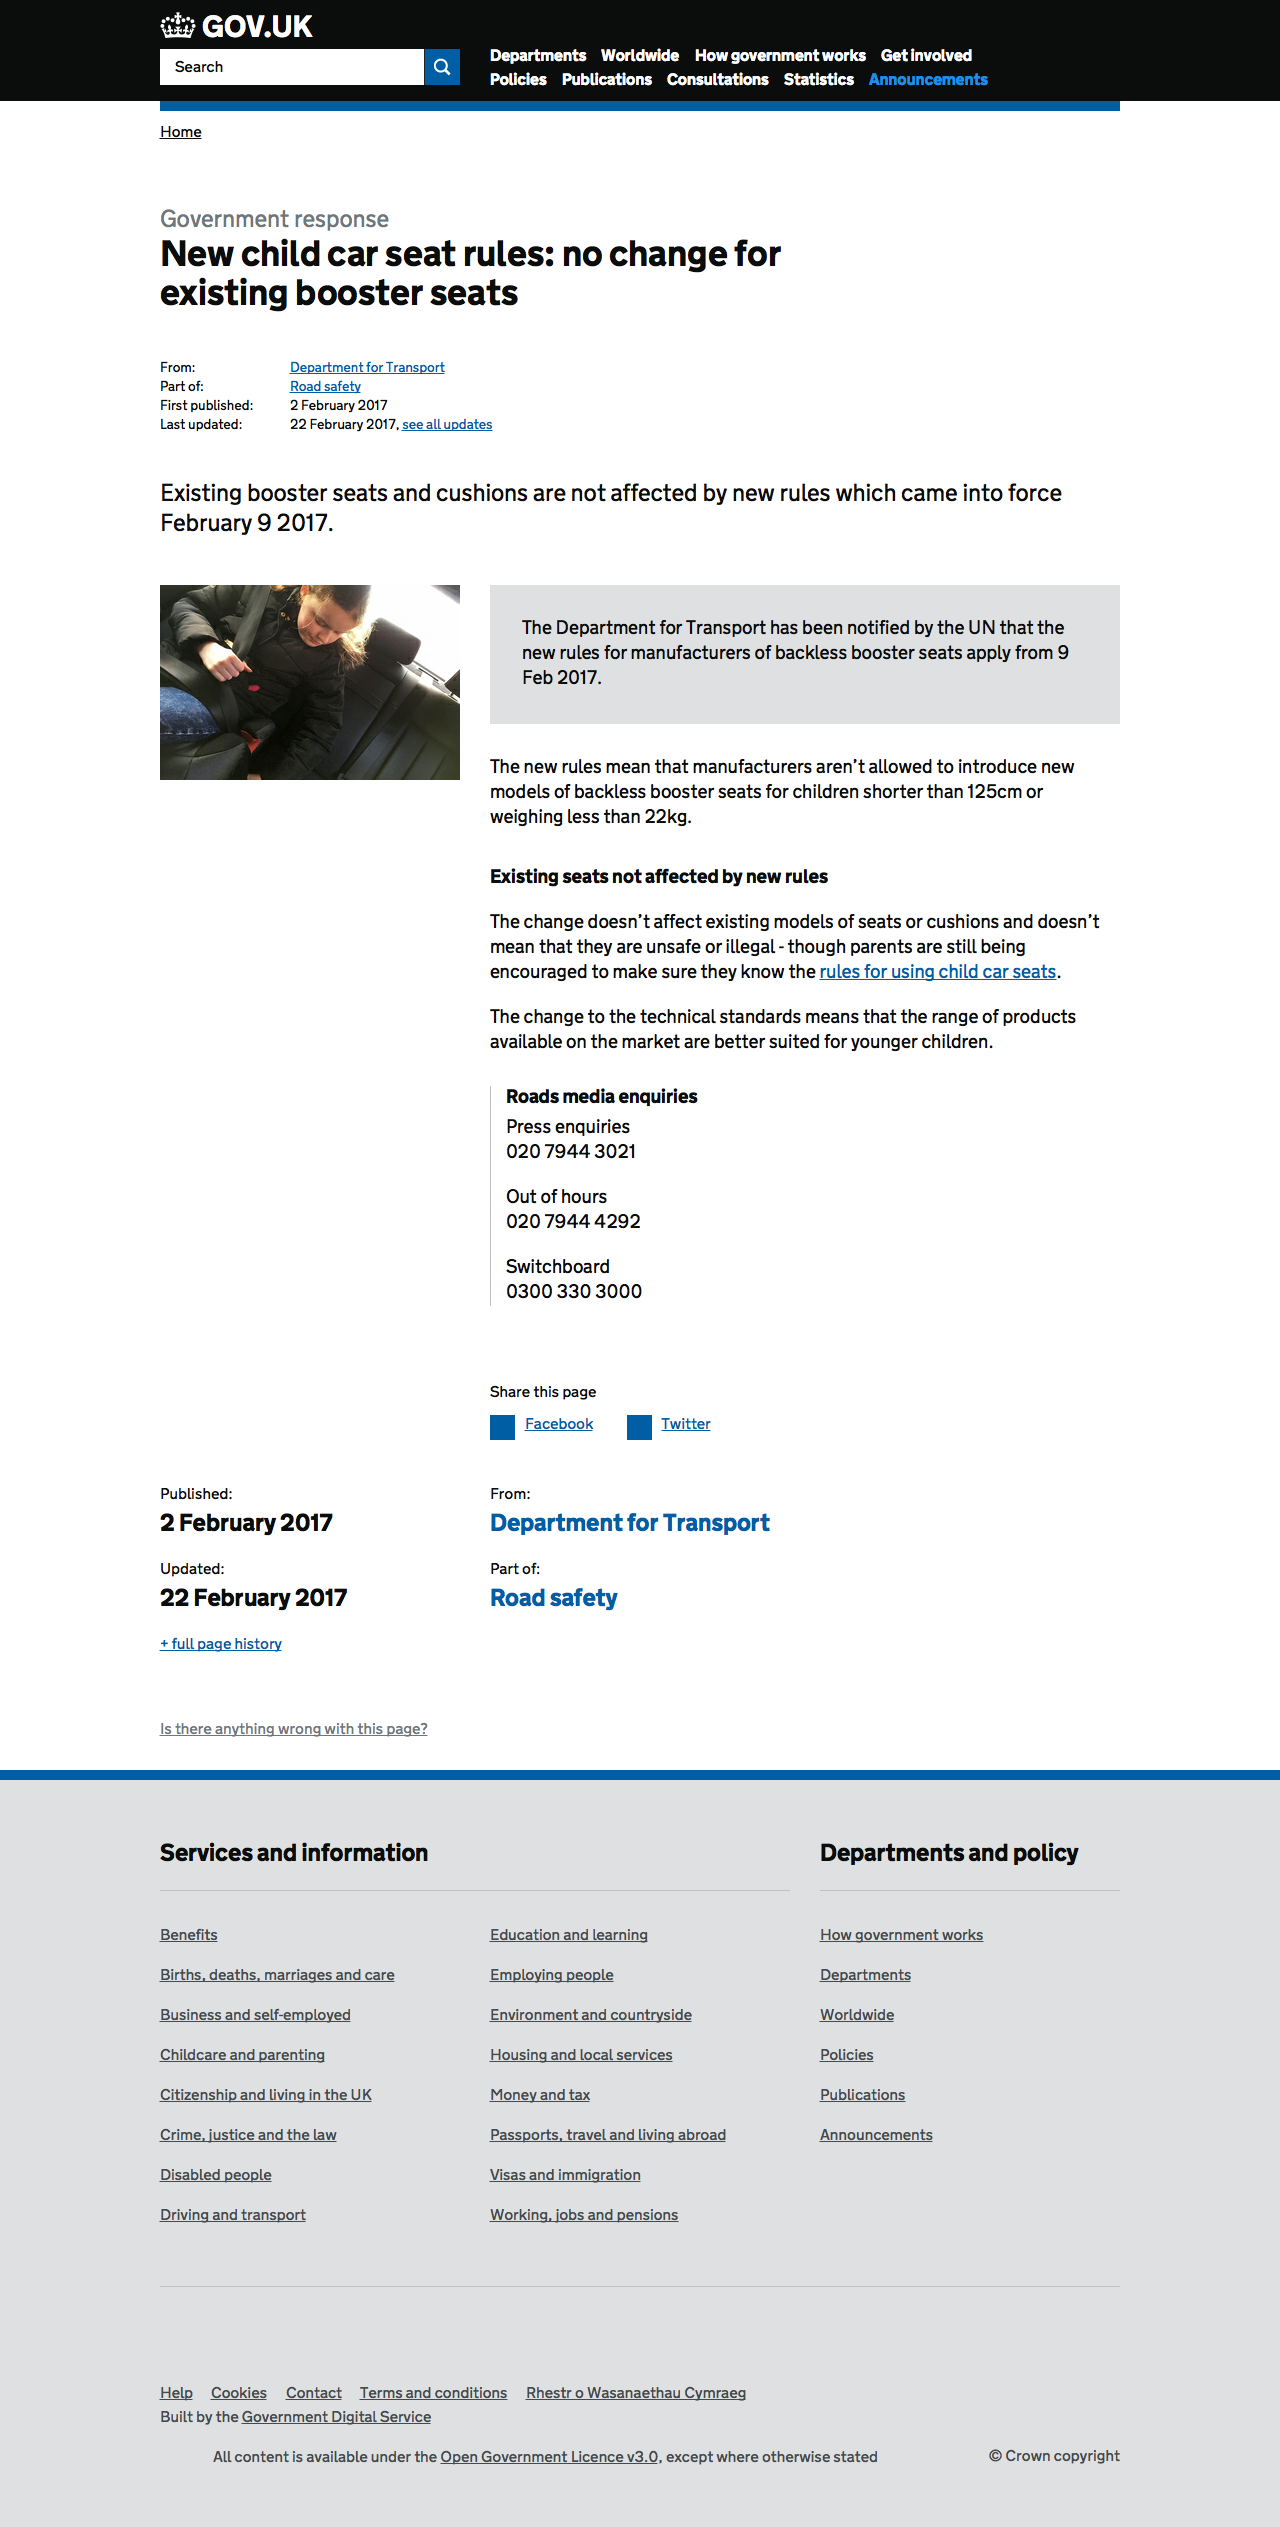 GOV.UK
Search
Departments Worldwide How government works Get involved
Policies Publications Consultations Statistics Announcements
Home
Government response
New child car seat rules: no change for
existing booster seats
From: Department for Transport
Part of: Road safety
First published: 2 February 2017
Last updated: 22 February 2017, see all updates
Existing booster seats and cushions are not affected by new rules which came into force
February 9 2017.
The Department for Transport has been notified by the UN that the
new rules for manufacturers of backless booster seats apply from 9
Feb 2017.
The new rules mean that manufacturers aren’t allowed to introduce new
models of backless booster seats for children shorter than 125cm or
weighing less than 22kg.
Existing seats not affected by new rules
The change doesn’t affect existing models of seats or cushions and doesn’t
mean that they are unsafe or illegal - though parents are still being
encouraged to make sure they know the rules for using child car seats.
The change to the technical standards means that the range of products
available on the market are better suited for younger children.
Roads media enquiries
Press enquiries
020 7944 3021
Out of hours
020 7944 4292
Switchboard
0300 330 3000
Share this page
Facebook Twitter
Published:
2 February 2017
Updated:
22 February 2017
+ full page history
From:
Department for Transport
Part of:
Road safety
Is there anything wrong with this page?
Services and information
Benefits
Births, deaths, marriages and care
Business and self-employed
Childcare and parenting
Citizenship and living in the UK
Crime, justice and the law
Disabled people
Driving and transport
Education and learning
Employing people
Environment and countryside
Housing and local services
Money and tax
Passports, travel and living abroad
Visas and immigration
Working, jobs and pensions
Departments and policy
How government works
Departments
Worldwide
Policies
Publications
Announcements
Help Cookies Contact Terms and conditions Rhestr o Wasanaethau Cymraeg
Built by the Government Digital Service
All content is available under the Open Government Licence v3.0, except where otherwise stated
© Crown copyright